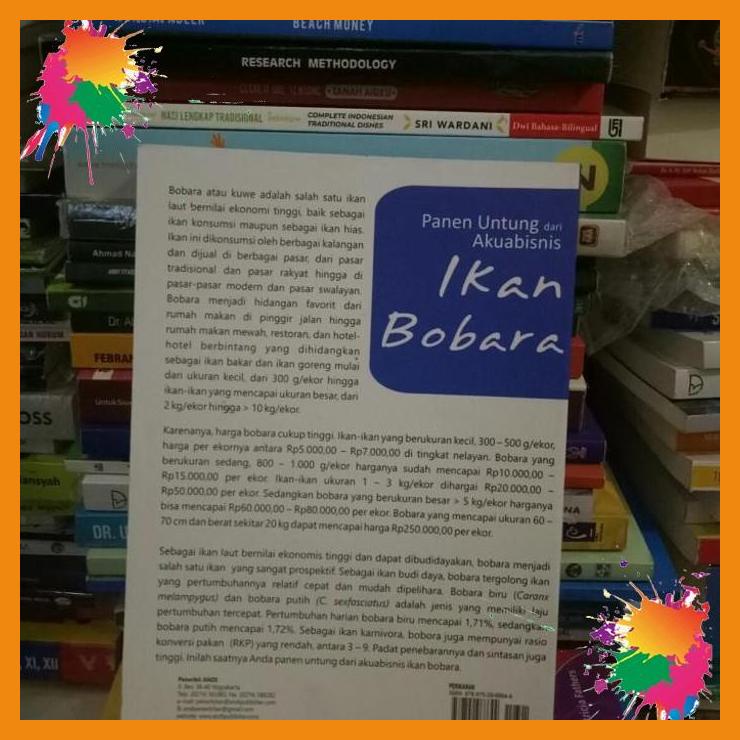 BEACH MONEY
RESEARCH METHODOLOGY
TANAH AIRKU
NASI LENGKAP TRADISIONAL
COMPLETE INDONESIAN
TRADITIONAL DISHES
SRI WARDANI
Dwi Bahasa-Bilingual
Panen Untung dari
Akuabisnis
Ikan
Bobara
Bobara atau kuwe adalah salah satu ikan
laut bernilai ekonomi tinggi, baik sebagai
ikan konsumsi maupun sebagai ikan hias.
Ikan ini dikonsumsi oleh berbagai kalangan
dan dijual di berbagai pasar, dari pasar
tradisional dan pasar rakyat hingga di
pasar-pasar modern dan pasar swalayan.
Bobara menjadi hidangan favorit dari
rumah makan di pinggir jalan hingga
rumah makan mewah, restoran, dan hotel-
hotel berbintang yang dihidangkan
sebagai ikan bakar dan ikan goreng mulai
dari ukuran kecil, dari 300 g/ekor hingga
ikan-ikan yang mencapai ukuran besar, dari
2 kg/ekor hingga > 10 kg/ekor.
Karenanya, harga bobara cukup tinggi. Ikan-ikan yang berukuran kecil, 300 – 500 g/ekor,
harga per ekornya antara Rp5.000,00 – Rp7.000,00 di tingkat nelayan. Bobara yang
berukuran sedang, 800 – 1.000 g/ekor harganya sudah mencapai Rp10.000,00 –
Rp15.000,00 per ekor. Ikan-ikan ukuran 1 – 3 kg/ekor dihargai Rp20.000,00 –
Rp50.000,00 per ekor. Sedangkan bobara yang berukuran besar > 5 kg/ekor harganya
bisa mencapai Rp60.000,00 – Rp80.000,00 per ekor. Bobara yang mencapai ukuran 60 –
70 cm dan berat sekitar 20 kg dapat mencapai harga Rp250.000,00 per ekor.
Sebagai ikan laut bernilai ekonomis tinggi dan dapat dibudidayakan, bobara menjadi
salah satu ikan yang sangat prospektif. Sebagai ikan budi daya, bobara tergolong ikan
yang pertumbuhannya relatif cepat dan mudah dipelihara. Bobara biru (Caranx
melampygus) dan bobara putih (C. sexfasciatus) adalah jenis yang memiliki laju
pertumbuhan tercepat. Pertumbuhan harian bobara biru mencapai 1,71%, sedangkan
bobara putih mencapai 1,72%. Sebagai ikan karnivora, bobora juga mempunyai rasio
konversi pakan (RKP) yang rendah, antara 3 – 9. Padat penebarannya dan sintasan juga
tinggi. Inilah saatnya Anda panen untung dari akuabisnis ikan bobara.
Penerbit ANDI
PERIKANAN
Ahmad Na
Dr. A
FEBRAN
OSS
ansyah
DR. U
XI, XII